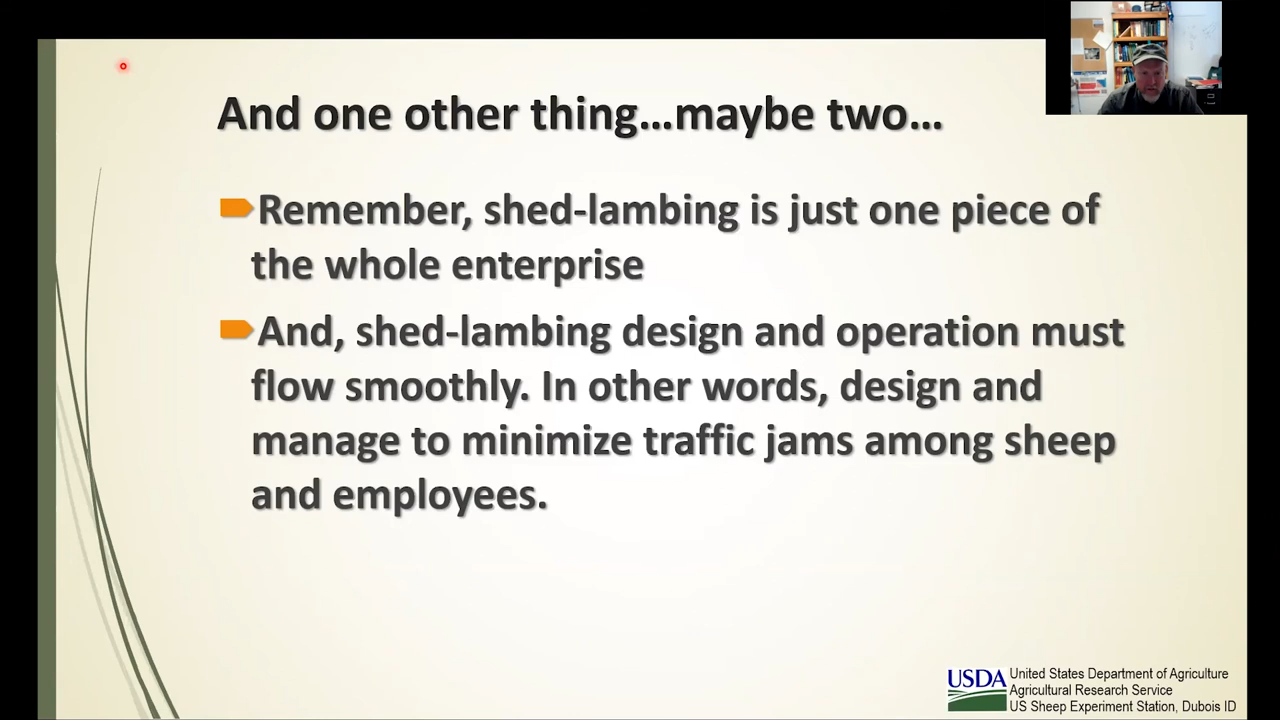 And one other thing...maybe two...
Remember, shed-lambing is just one piece of
the whole enterprise
And, shed-lambing design and operation must
flow smoothly. In other words, design and
manage to minimize traffic jams among sheep
and employees.
USDA
United States Department of Agriculture
Agricultural Research Service
US Sheep Experiment Station, Dubois ID